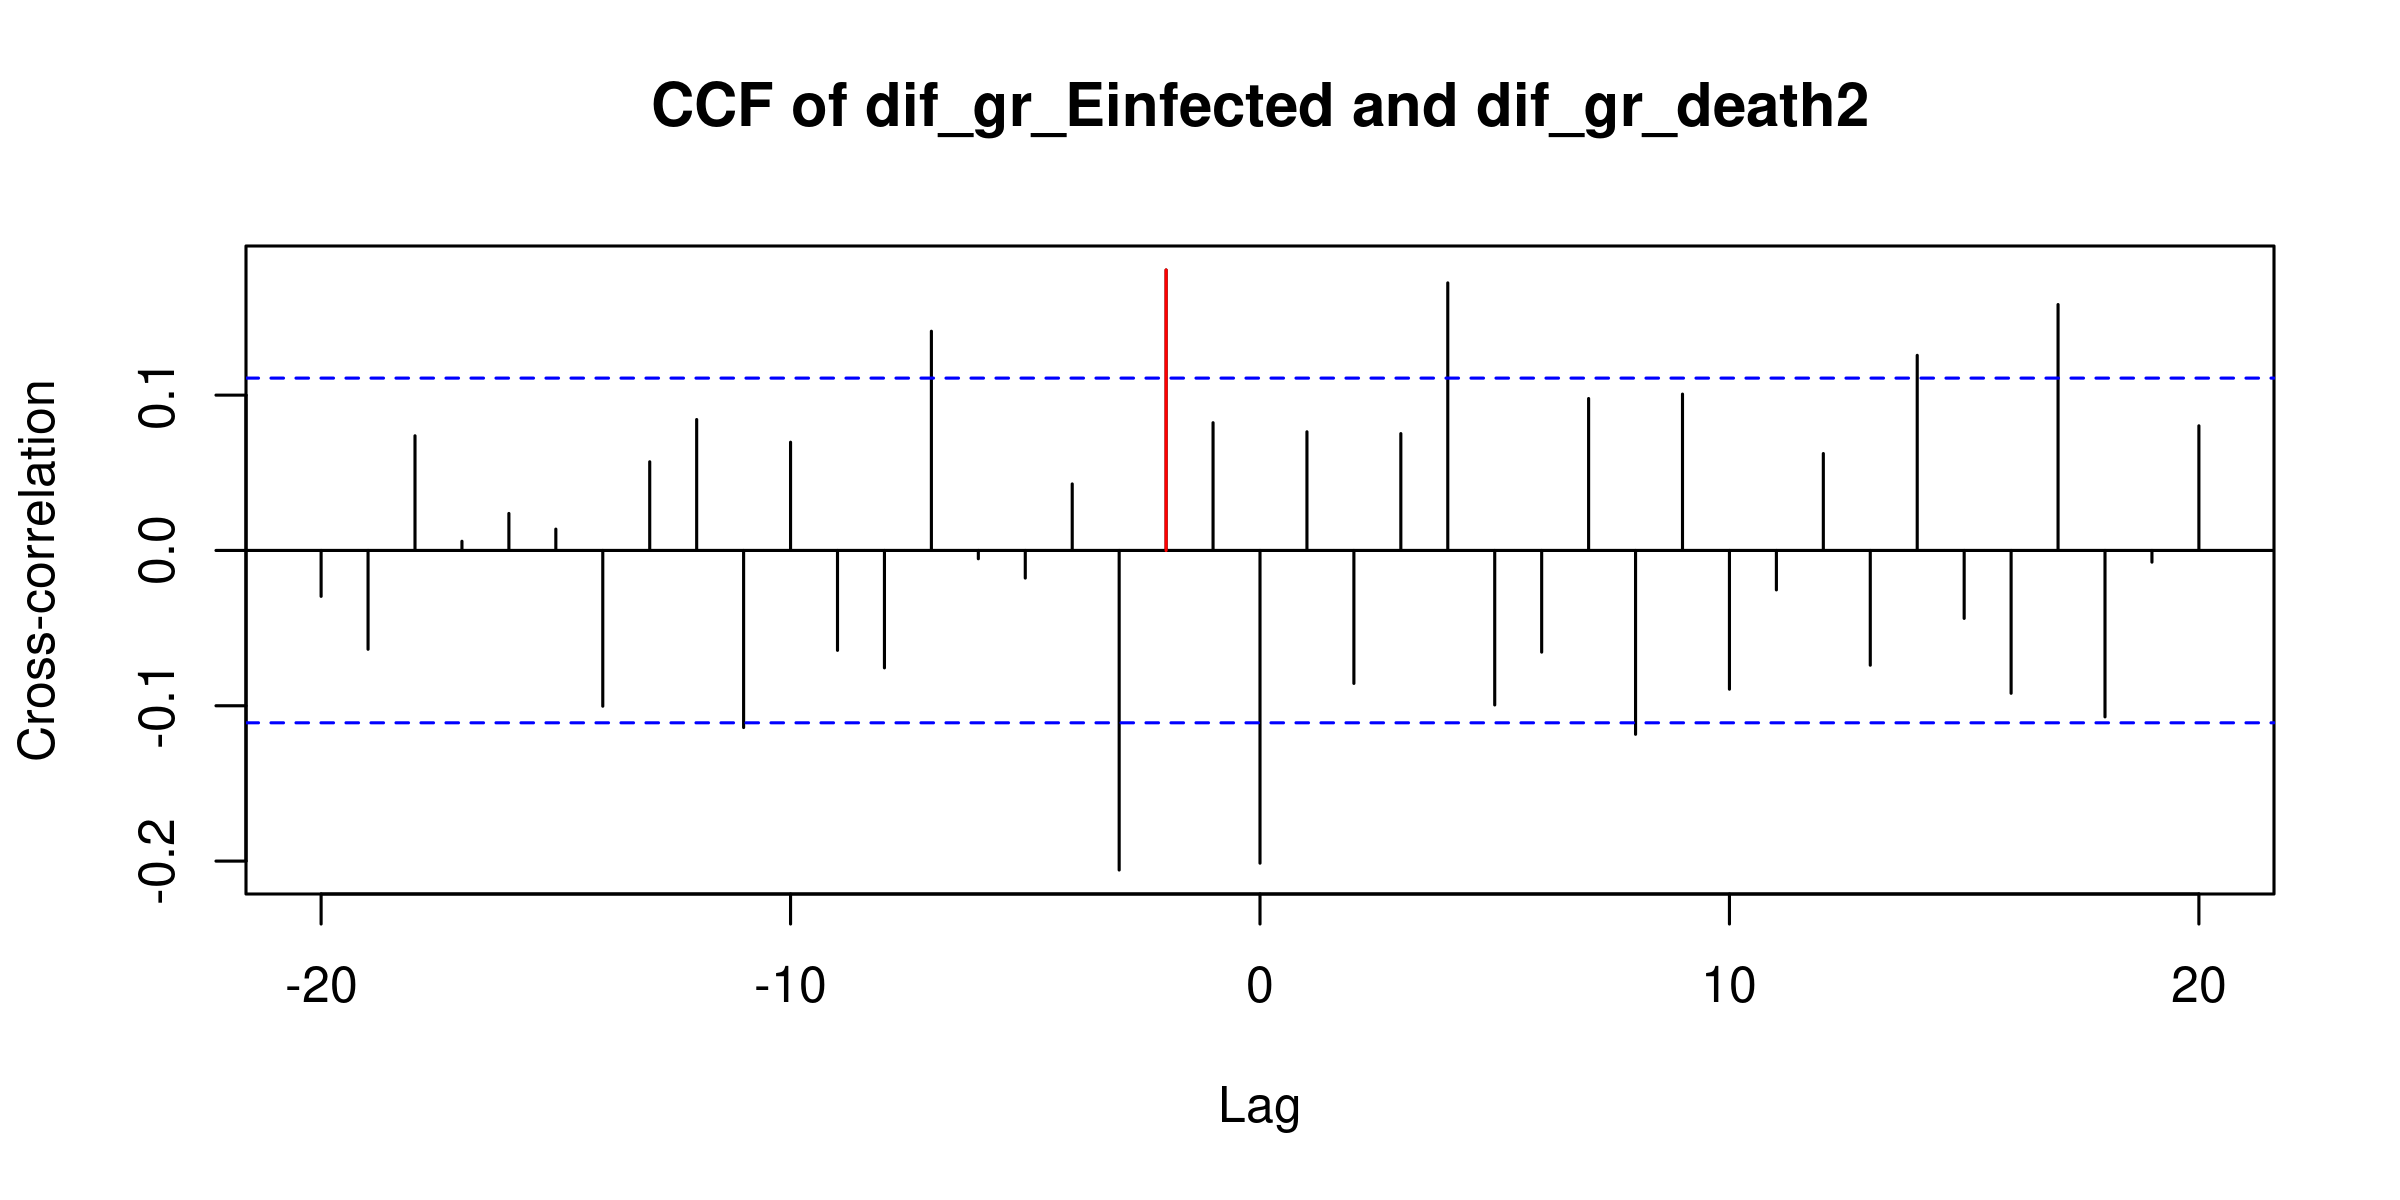 CCF of dif_gr_Einfected and dif_gr_death2
Cross-correlation
0.1
0.0
-0.1
-0.2
-20 -10 0 10 20
Lag